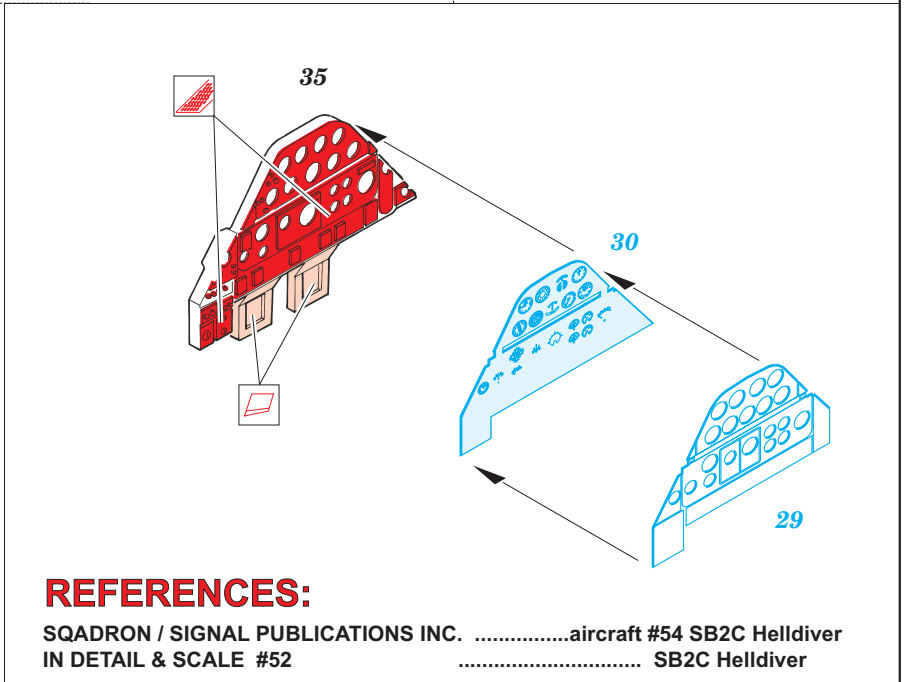 35
30
29
REFERENCES:
SQADRON / SIGNAL PUBLICATIONS INC. ................aircraft #54 SB2C Helldiver
IN DETAIL & SCALE #52 ............................... SB2C Helldiver